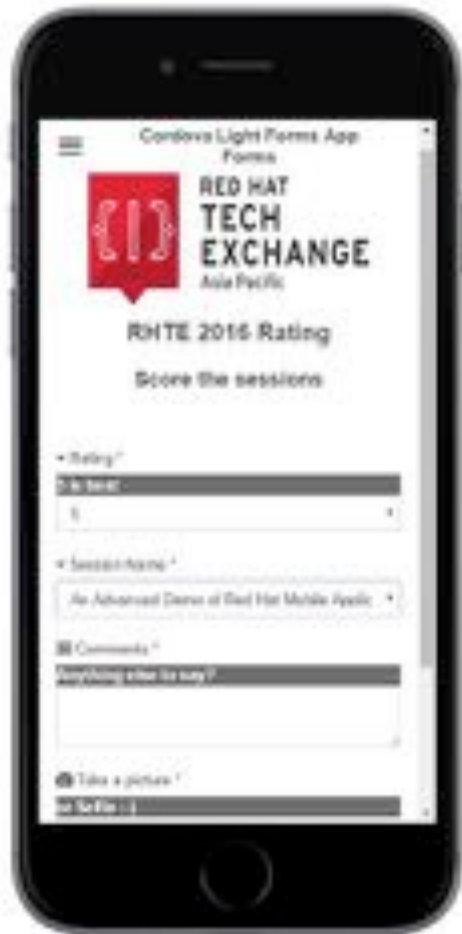 Cordova Light Forms App
Forms
RED HAT
TECH
EXCHANGE
Asia Pacific
RHTE 2016 Rating
Score the sessions
Rating *
5 is best
5
Session Name *
An Advanced Demo of Red Hat Mobile Applic
Comments *
Anything else to say?
Take a picture *